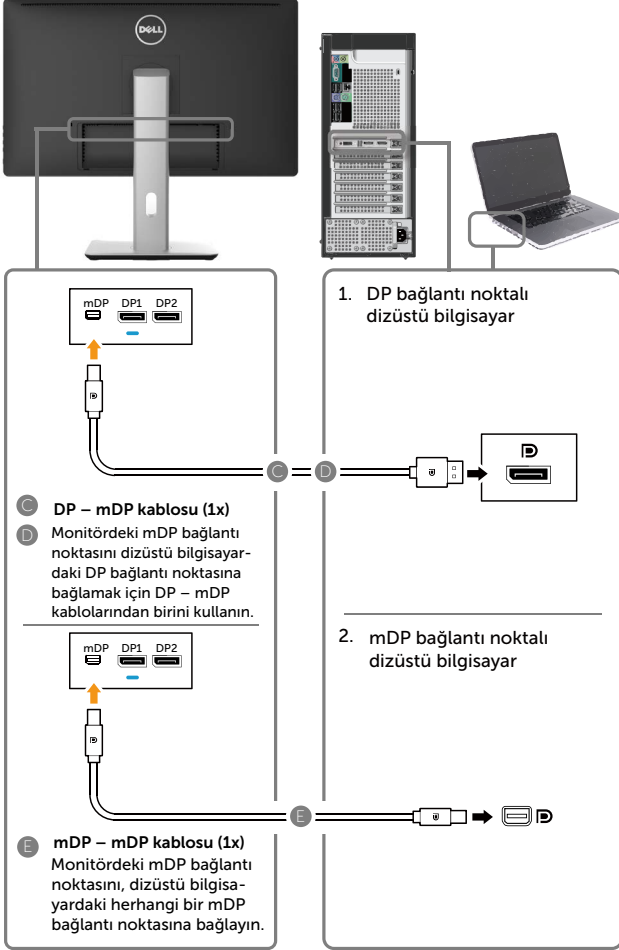 DELL
mDP DP1 DP2
1. DP bağlantı noktalı
dizüstü bilgisayar
C
D
C DP – mDP kablosu (1x)
D Monitördeki mDP bağlantı
noktasını dizüstü bilgisayar-
daki DP bağlantı noktasına
bağlamak için DP – mDP
kablolarından birini kullanın.
mDP DP1 DP2
2. mDP bağlantı noktalı
dizüstü bilgisayar
E
E mDP – mDP kablosu (1x)
Monitördeki mDP bağlantı
noktasını, dizüstü bilgisa-
yardaki herhangi bir mDP
bağlantı noktasına bağlayın.